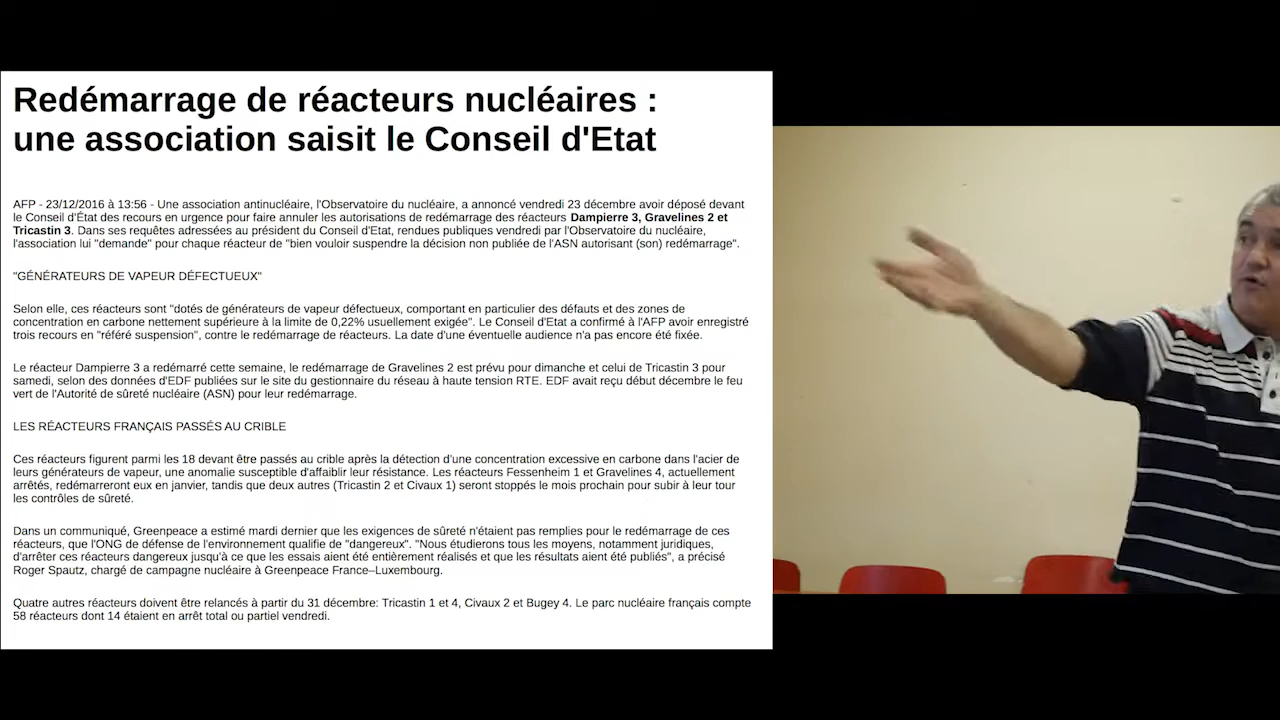 Redémarrage de réacteurs nucléaires :
une association saisit le Conseil d'Etat
AFP - 23/12/2016 à 13:56 - Une association antinucléaire, l'Observatoire du nucléaire, a annoncé vendredi 23 décembre avoir déposé devant
le Conseil d'État des recours en urgence pour faire annuler les autorisations de redémarrage des réacteurs Dampierre 3, Gravelines 2 et
Tricastin 3. Dans ses requêtes adressées au président du Conseil d'Etat, rendues publiques vendredi par l'Observatoire du nucléaire,
l'association lui "demande" pour chaque réacteur de "bien vouloir suspendre la décision non publiée de l'ASN autorisant (son) redémarrage".
"GÉNÉRATEURS DE VAPEUR DÉFECTUEUX"
Selon elle, ces réacteurs sont "dotés de générateurs de vapeur défectueux, comportant en particulier des défauts et des zones de
concentration en carbone nettement supérieure à la limite de 0,22% usuellement exigée". Le Conseil d'Etat a confirmé à l'AFP avoir enregistré
trois recours en "référé suspension", contre le redémarrage de réacteurs. La date d'une éventuelle audience n'a pas encore été fixée.
Le réacteur Dampierre 3 a redémarré cette semaine, le redémarrage de Gravelines 2 est prévu pour dimanche et celui de Tricastin 3 pour
samedi, selon des données d'EDF publiées sur le site du gestionnaire du réseau à haute tension RTE. EDF avait reçu début décembre le feu
vert de l'Autorité de sûreté nucléaire (ASN) pour leur redémarrage.
LES RÉACTEURS FRANÇAIS PASSÉS AU CRIBLE
Ces réacteurs figurent parmi les 18 devant être passés au crible après la détection d'une concentration excessive en carbone dans l'acier de
leurs générateurs de vapeur, une anomalie susceptible d'affaiblir leur résistance. Les réacteurs Fessenheim 1 et Gravelines 4, actuellement
arrêtés, redémarreront eux en janvier, tandis que deux autres (Tricastin 2 et Civaux 1) seront stoppés le mois prochain pour subir à leur tour
les contrôles de sûreté.
Dans un communiqué, Greenpeace a estimé mardi dernier que les exigences de sûreté n'étaient pas remplies pour le redémarrage de ces
réacteurs, que l'ONG de défense de l'environnement qualifie de "dangereux". "Nous étudierons tous les moyens, notamment juridiques,
d'arrêter ces réacteurs dangereux jusqu'à ce que les essais aient été entièrement réalisés et que les résultats aient été publiés", a précisé
Roger Spautz, chargé de campagne nucléaire à Greenpeace France–Luxembourg.
Quatre autres réacteurs doivent être relancés à partir du 31 décembre: Tricastin 1 et 4, Civaux 2 et Bugey 4. Le parc nucléaire français compte
58 réacteurs dont 14 étaient en arrêt total ou partiel vendredi.